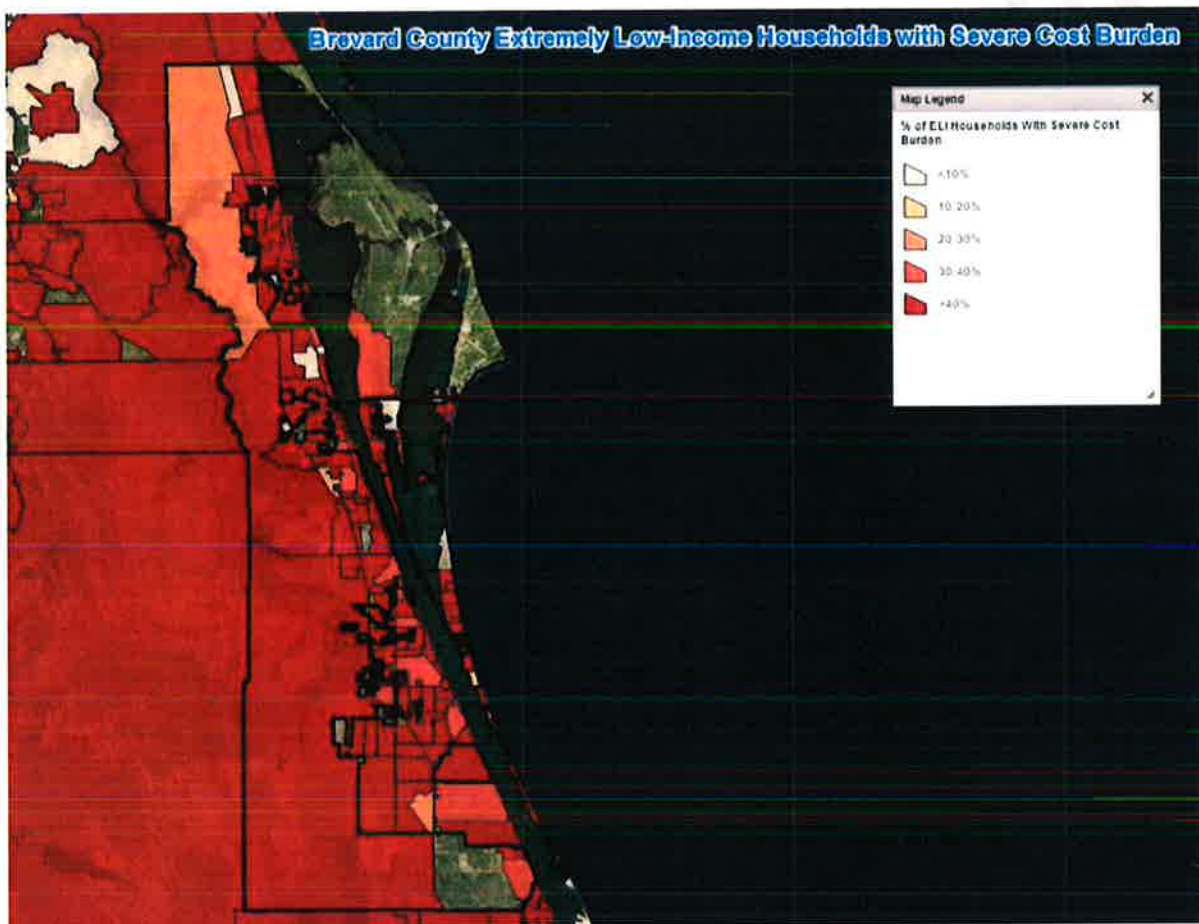 Brevard County Extremely Low-Income Households with Severe Cost Burden
Map Legend
% of ELI Households With Severe Cost
Burden
<10%
10-20%
20-30%
30-40%
>40%